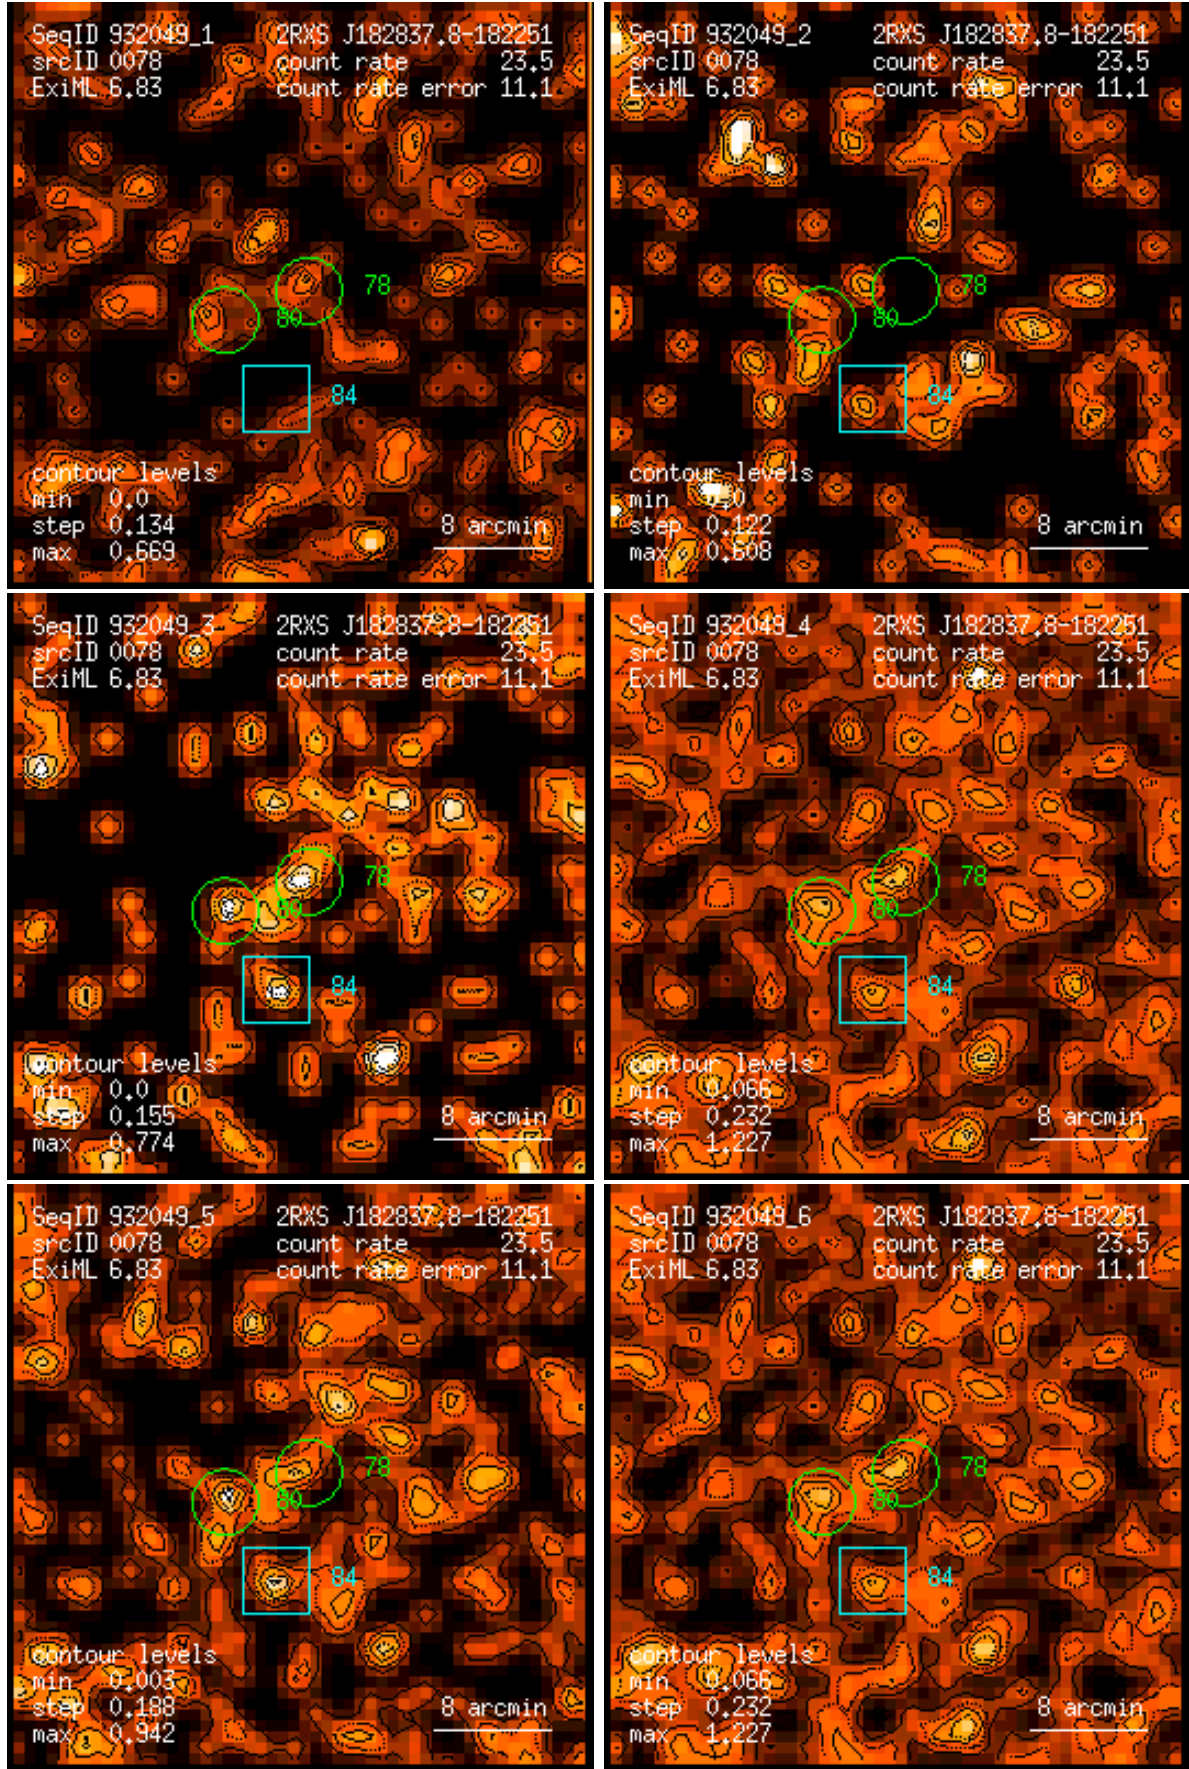 SeqID 932049_1 2RXS J182837.8-182251
srcID 0078 count rate 23.5
ExiML 6.83 count rate error 11.1
78
80
84
contour levels
min 0.0
step 0.134 8 arcmin
max 0.669
SeqID 932049_2 2RXS J182837.8-182251
srcID 0078 count rate 23.5
ExiML 6.83 count rate error 11.1
78
80
84
contour levels
min 0.0
step 0.122 8 arcmin
max 0.608
SeqID 932049_3 2RXS J182837.8-182251
srcID 0078 count rate 23.5
ExiML 6.83 count rate error 11.1
78
80
84
contour levels
min 0.0
step 0.155 8 arcmin
max 0.774
SeqID 932049_4 2RXS J182837.8-182251
srcID 0078 count rate 23.5
ExiML 6.83 count rate error 11.1
78
80
84
contour levels
min 0.066
step 0.232 8 arcmin
max 1.227
SeqID 932049_5 2RXS J182837.8-182251
srcID 0078 count rate 23.5
ExiML 6.83 count rate error 11.1
78
80
84
contour levels
min 0.003
step 0.188 8 arcmin
max 0.942
SeqID 932049_6 2RXS J182837.8-182251
srcID 0078 count rate 23.5
ExiML 6.83 count rate error 11.1
78
80
84
contour levels
min 0.066
step 0.232 8 arcmin
max 1.227